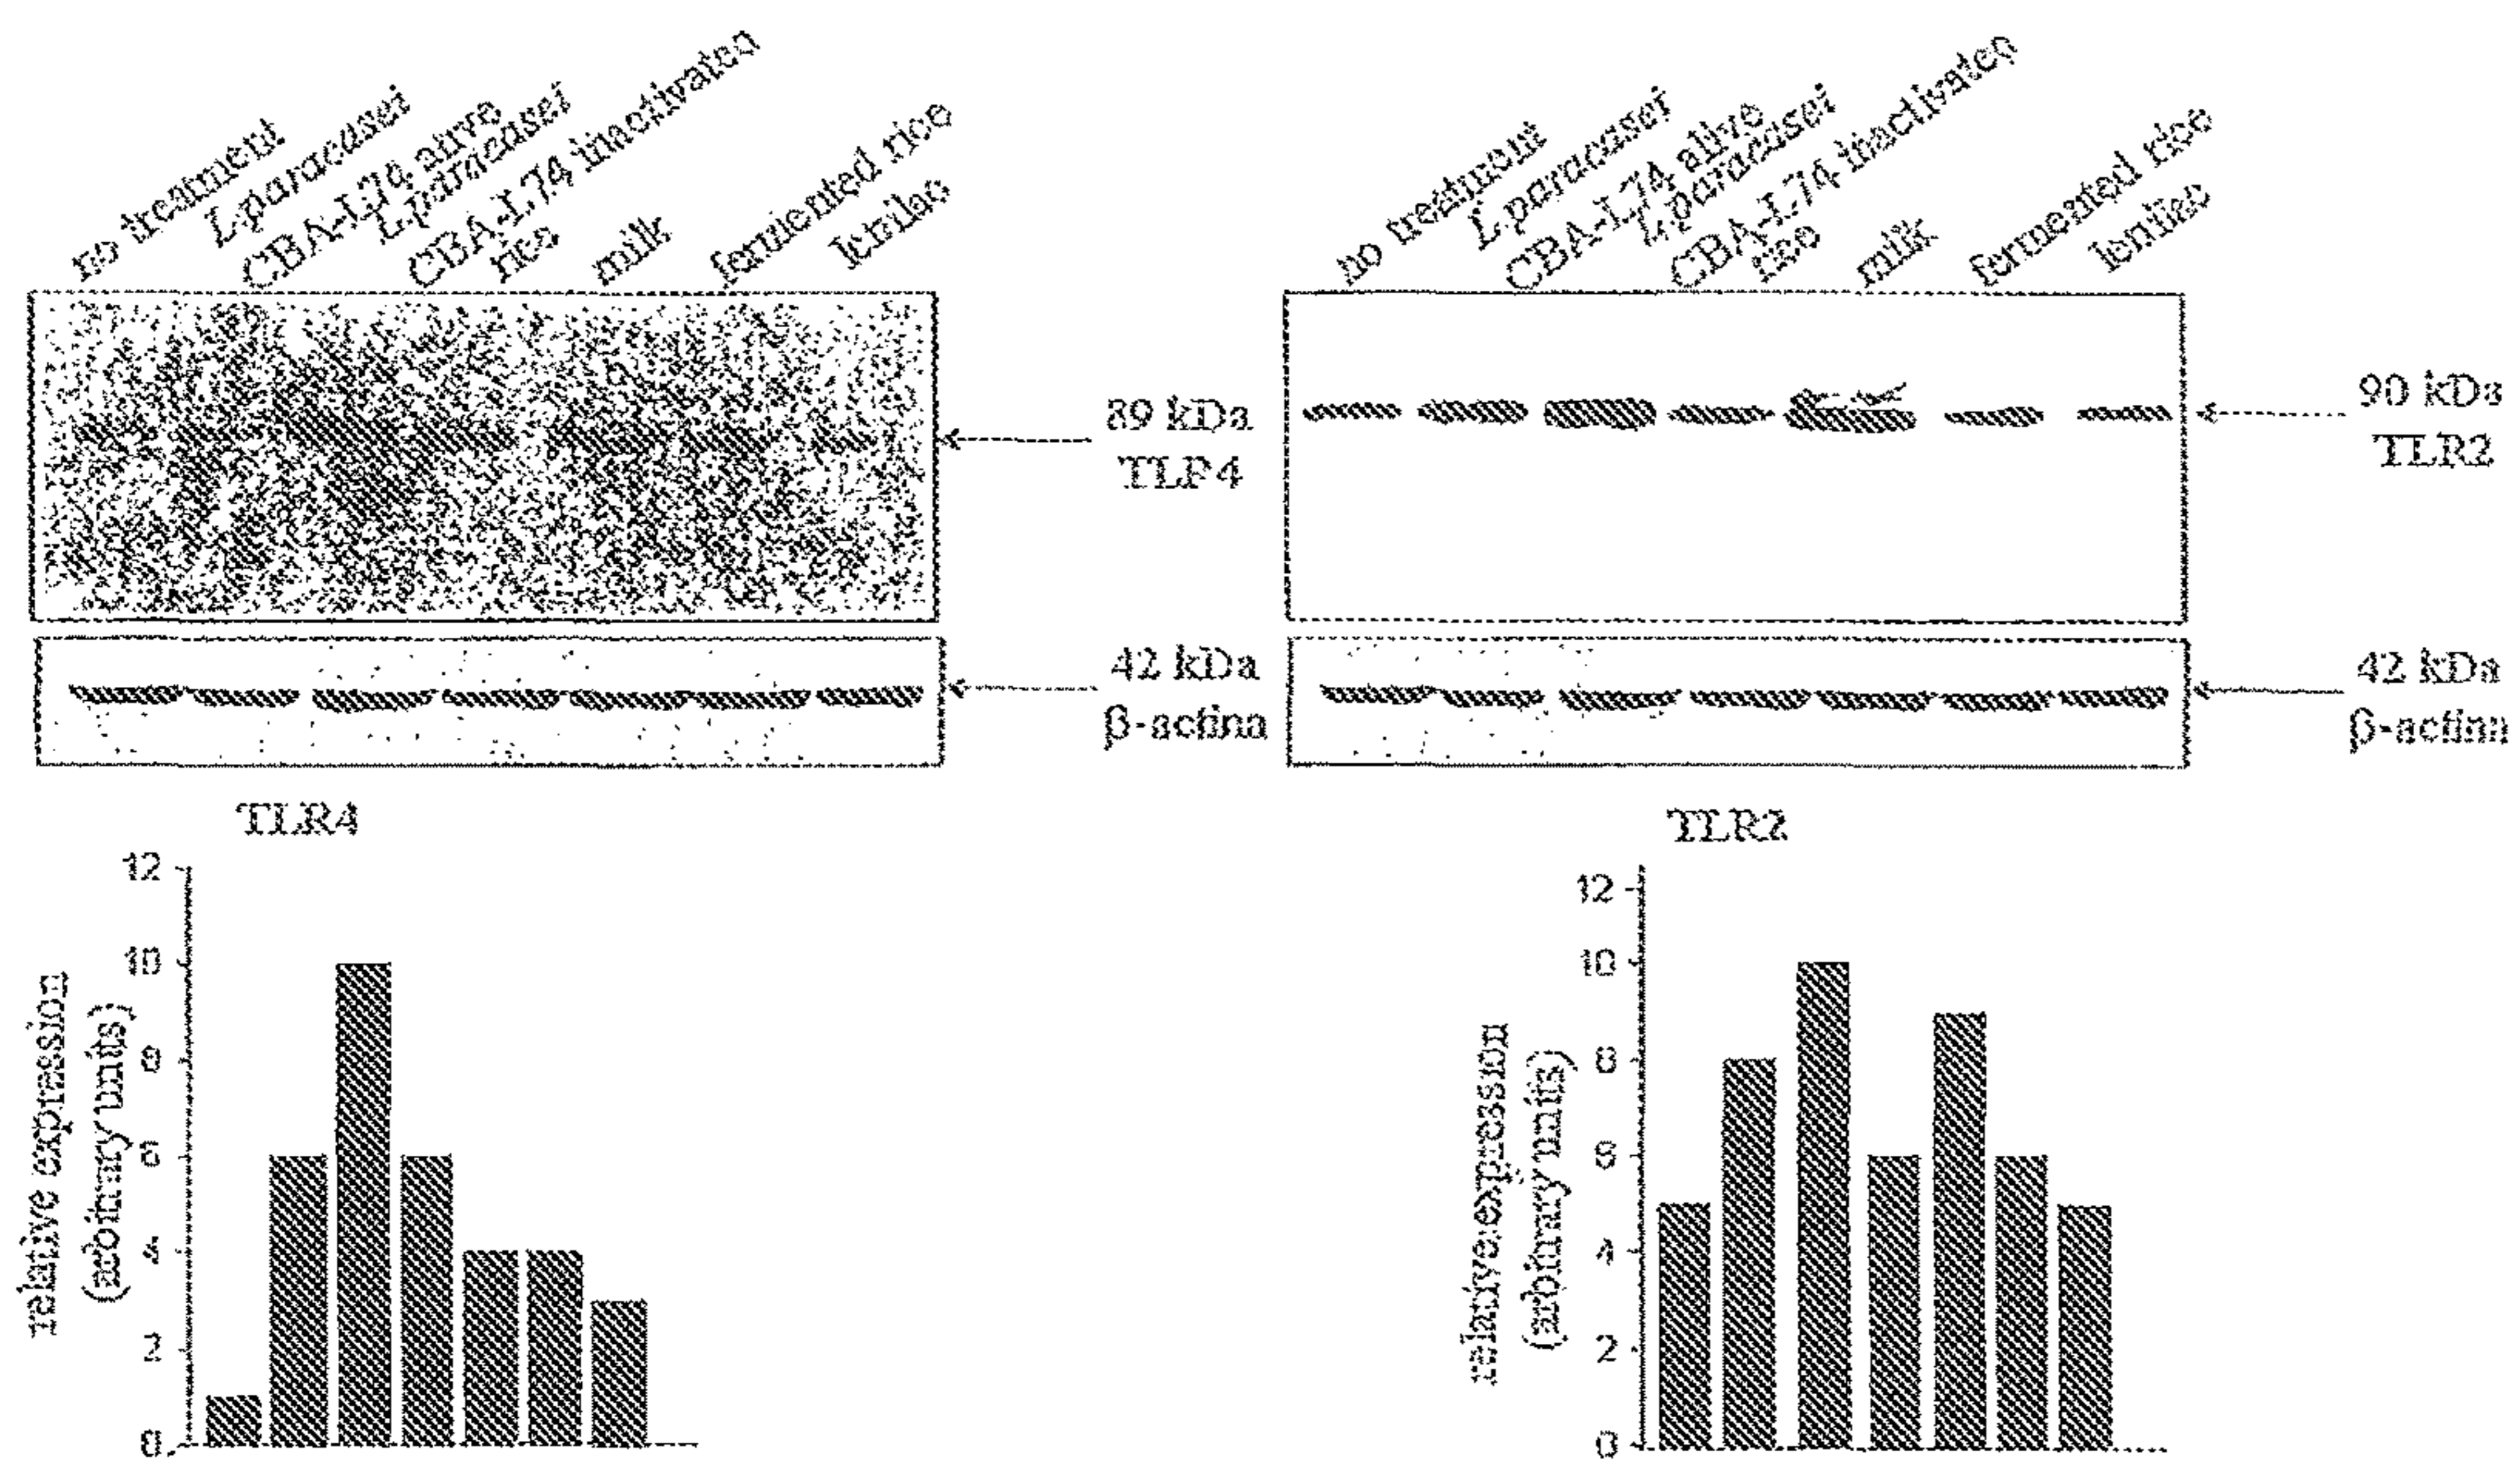 no treatment
L.paracasei
CBA-L74 alive
L.paracasei
CBA-L74 inactivated
rice
milk
fermented rice
no treatment
L.paracasei
CBA-L74 alive
L.paracasei
CBA-L74 inactivated
rice
milk
fermented rice
89 kDa
TLR4
90 kDa
TLR2
42 kDa
β-actina
42 kDa
β-actina
TLR4
12
10
8
6
4
2
0
relative expression
(arbitrary units)
TLR2
12
10
8
6
4
2
0
relative expression
(arbitrary units)